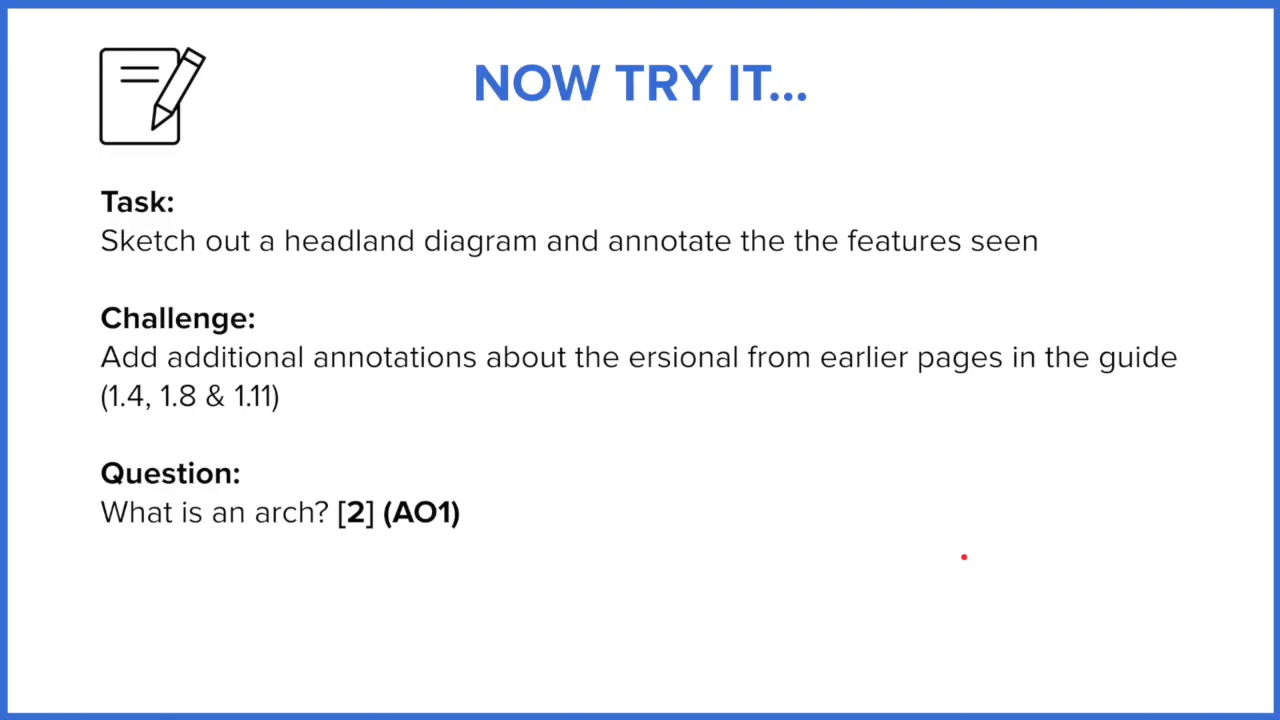 NOW TRY IT...
Task:
Sketch out a headland diagram and annotate the the features seen
Challenge:
Add additional annotations about the ersional from earlier pages in the guide
(1.4, 1.8 & 1.11)
Question:
What is an arch? [2] (AO1)